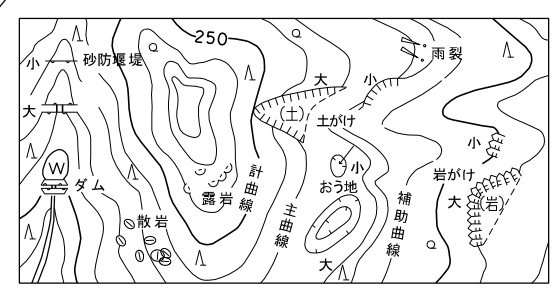 250
小 砂防堰堤
大
W
ダム
散岩
露岩
計曲線
主曲線
大
(土)
土がけ
小
雨裂
小
おう地
大
補助曲線
小
岩がけ
大
(岩)